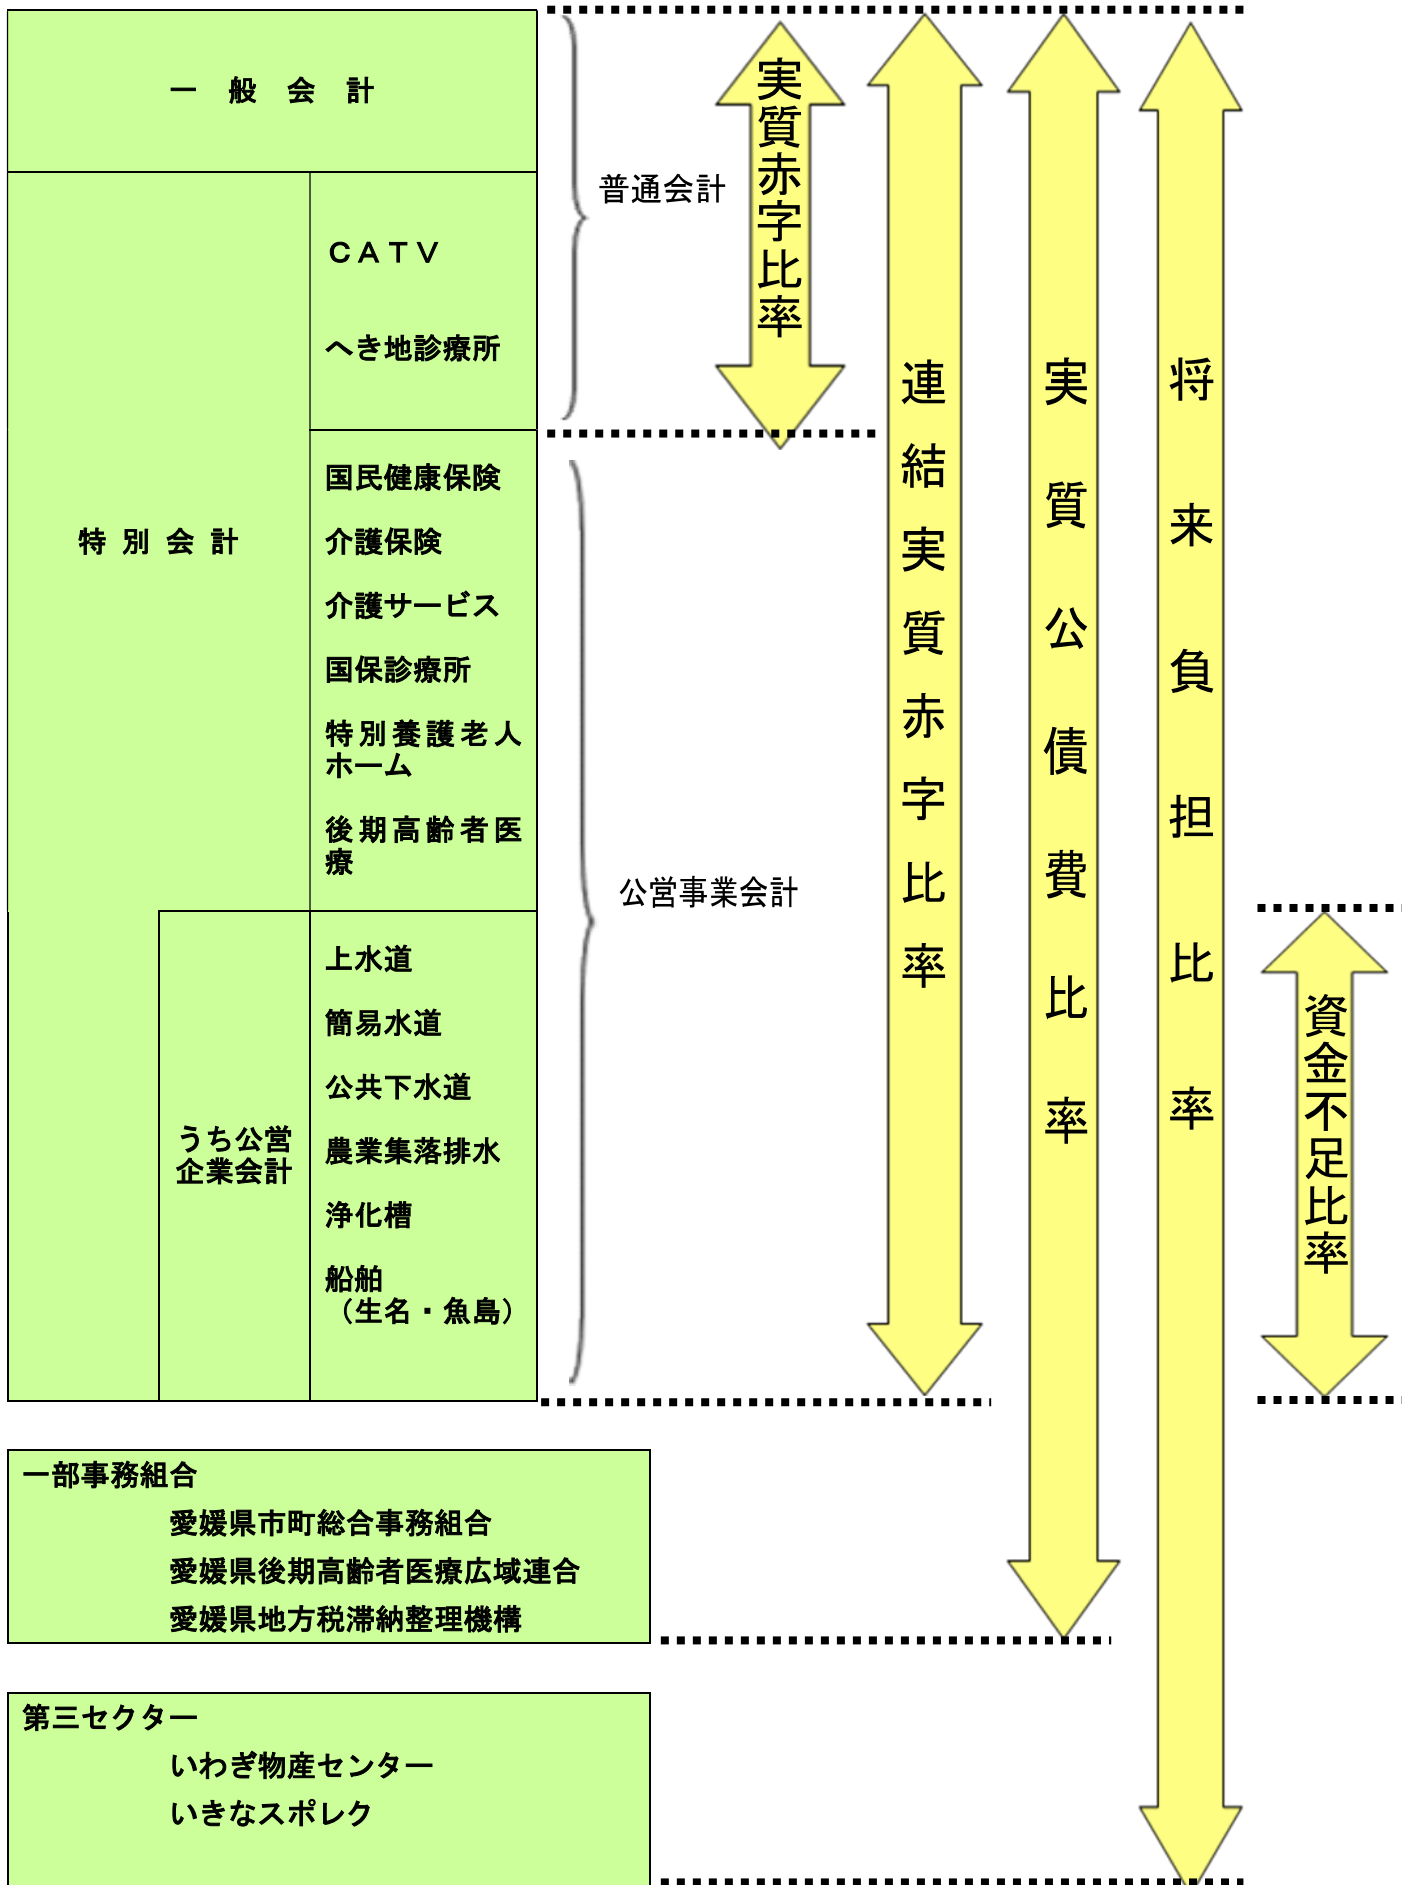 一 般 会 計
特 別 会 計
ＣＡＴＶ
へき地診療所
国民健康保険
介護保険
介護サービス
国保診療所
特別養護老人
ホーム
後期高齢者医
療
うち公営
企業会計
上水道
簡易水道
公共下水道
農業集落排水
浄化槽
船舶
（生名・魚島）
普通会計
公営事業会計
実質赤字比率
連結実質赤字比率
実質公債費比率
将来負担比率
資金不足比率
一部事務組合
愛媛県市町総合事務組合
愛媛県後期高齢者医療広域連合
愛媛県地方税滞納整理機構
第三セクター
いわぎ物産センター
いきなスポレク